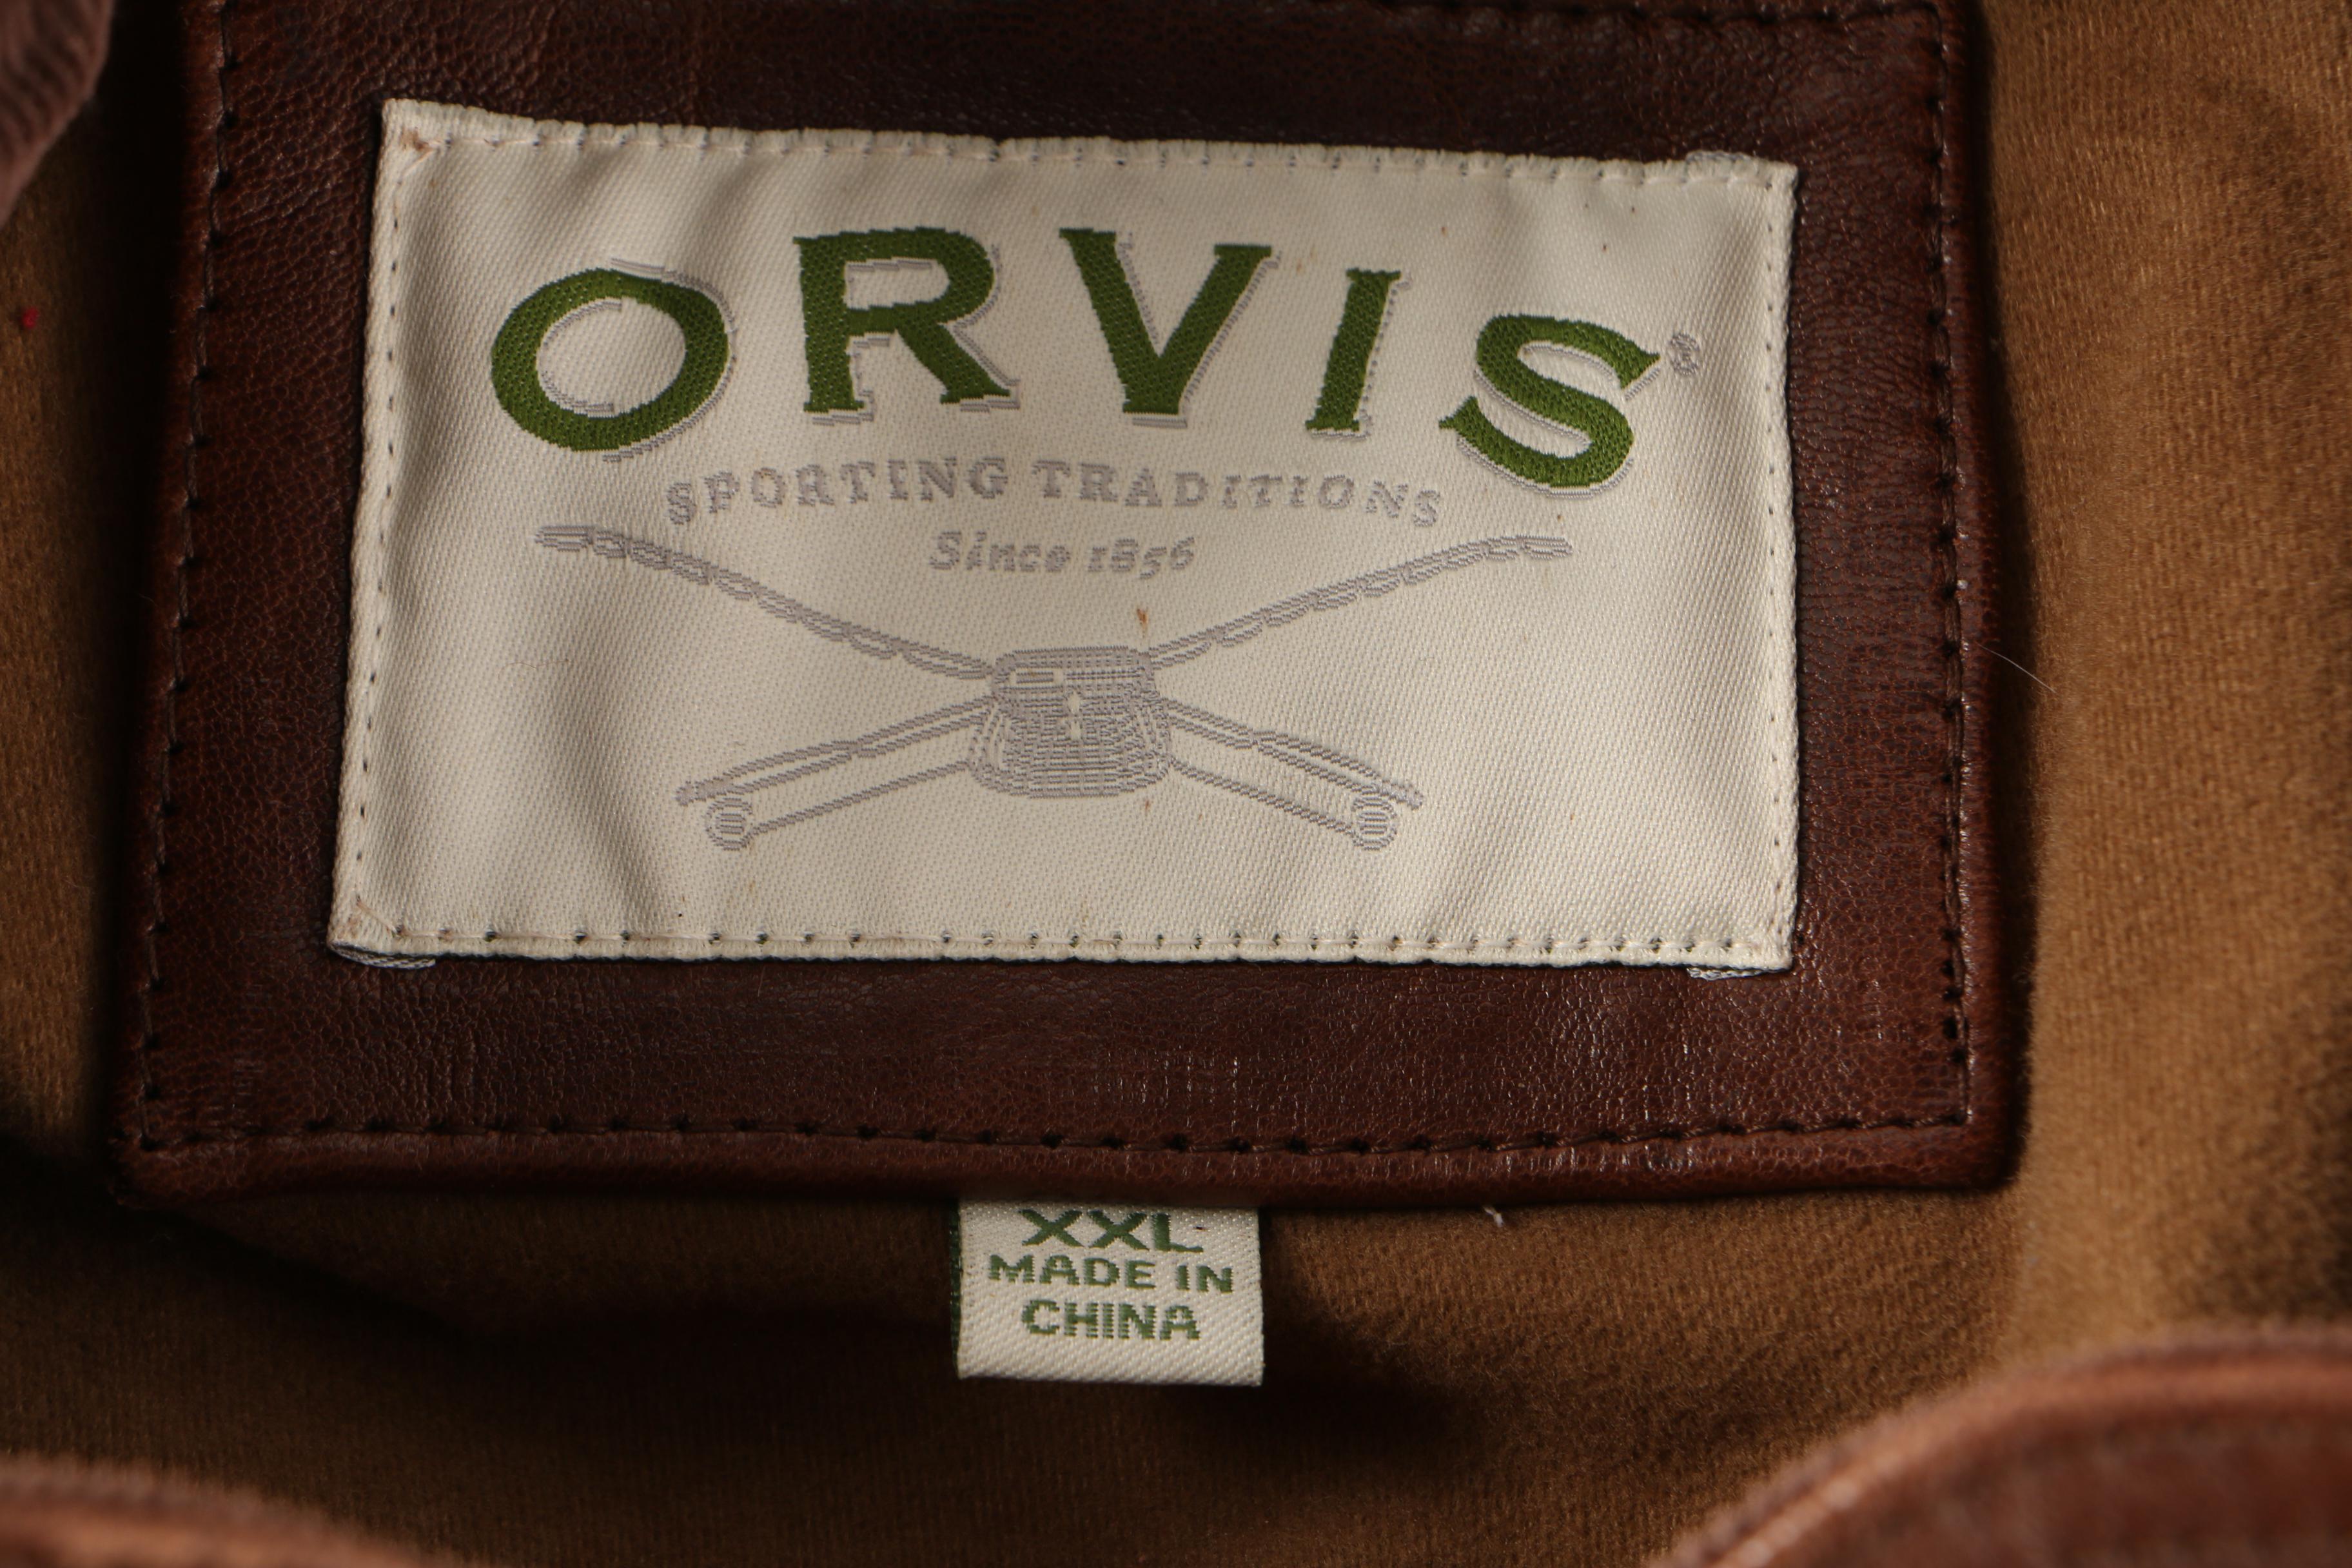 ORVIS®
SPORTING TRADITIONS
Since 1856
XXL
MADE IN
CHINA